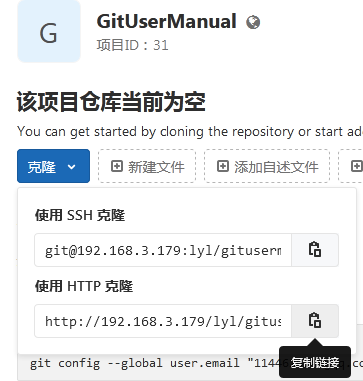 G
GitUserManual
项目ID：31
该项目仓库当前为空
You can get started by cloning the repository or start
克隆 新建文件 添加自述文件
使用 SSH 克隆
git@192.168.3.179:lyl/gituserm
使用 HTTP 克隆
http://192.168.3.179/lyl/gitus
复制链接
git config --global user.email